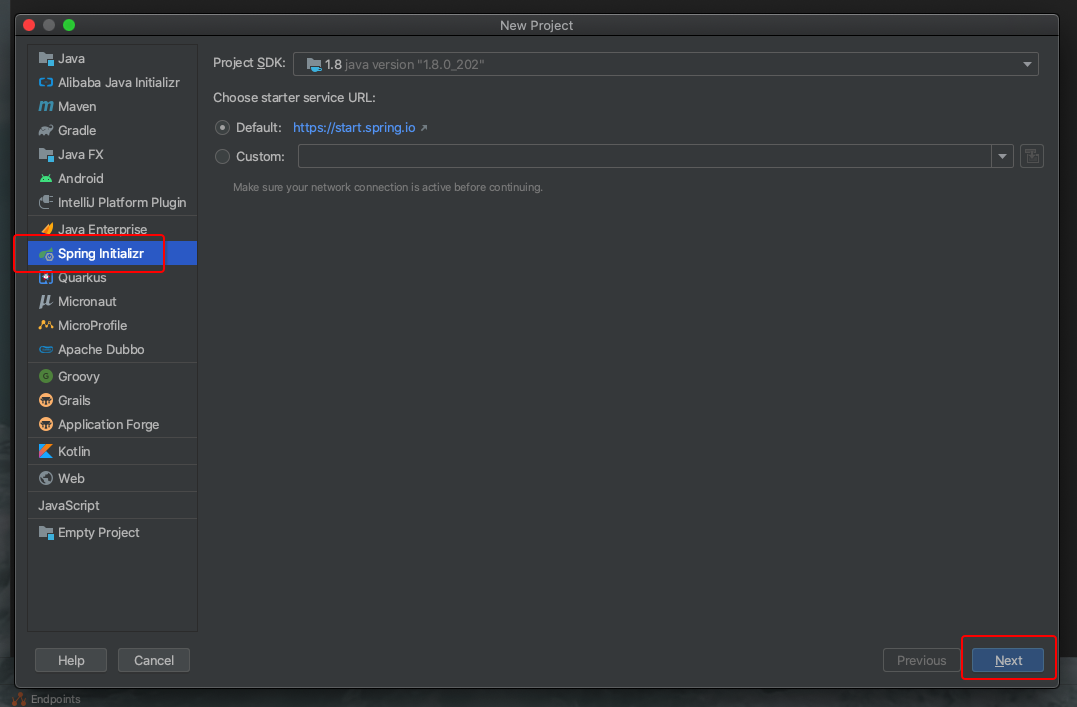 New Project
Java
Alibaba Java Initializr
Maven
Gradle
Java FX
Android
IntelliJ Platform Plugin
Java Enterprise
Spring Initializr
Quarkus
Micronaut
MicroProfile
Apache Dubbo
Groovy
Grails
Application Forge
Kotlin
Web
JavaScript
Empty Project
Project SDK: 1.8 java version "1.8.0_202"
Choose starter service URL:
Default: https://start.spring.io
Custom:
Make sure your network connection is active before continuing.
Help Cancel Previous Next
Endpoints